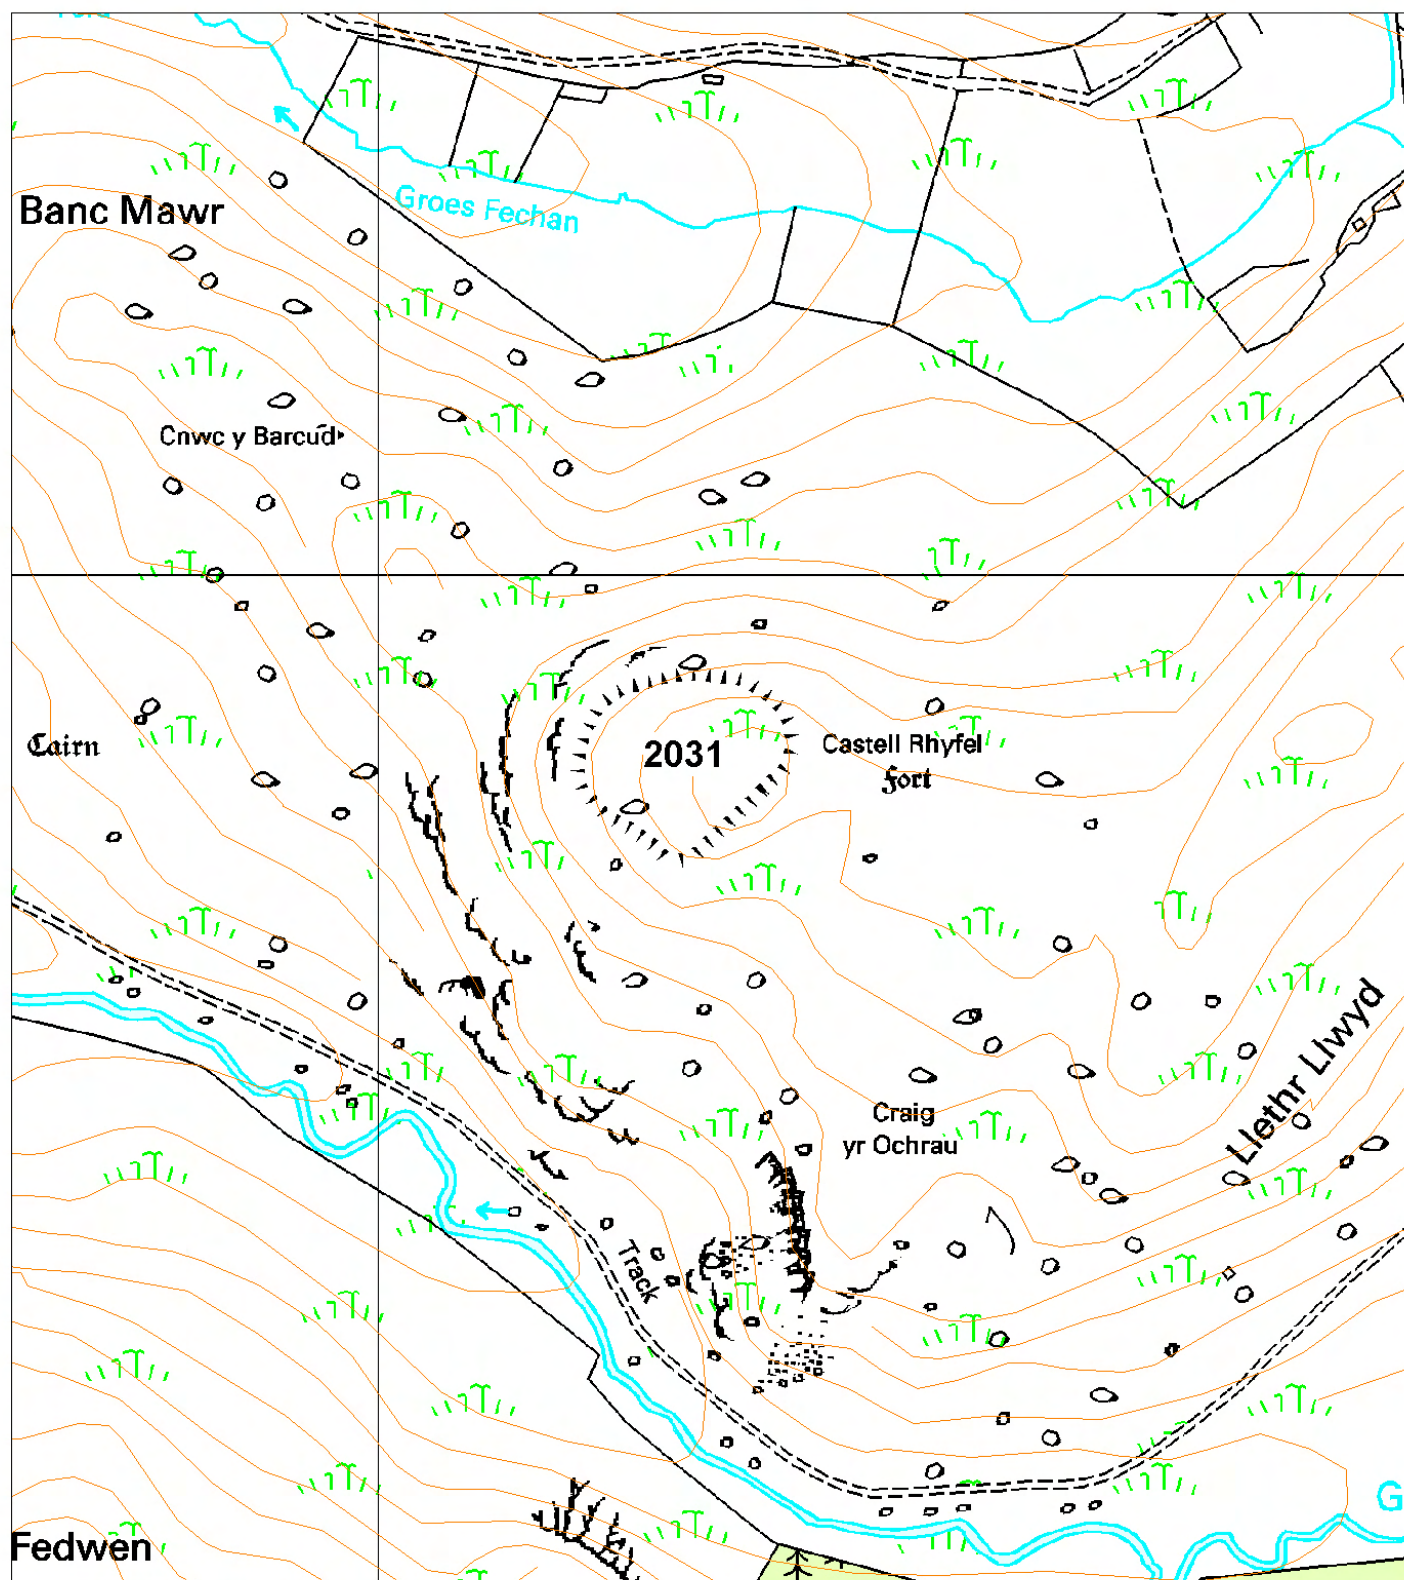 Banc Mawr
Groes Fechan
Cnwc y Barcud
Cairn
2031
Castell Rhyfel
Fort
Llethr Llwyd
Craig
yr Ochrau
Track
G
Fedwen